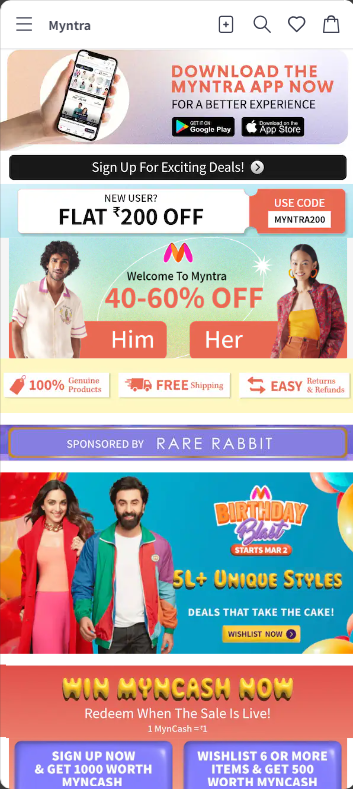 Myntra
DOWNLOAD THE
MYNTRA APP NOW
FOR A BETTER EXPERIENCE
GET IT ON
Google Play
Download on the
App Store
Sign Up For Exciting Deals!
NEW USER?
FLAT ₹200 OFF
USE CODE
MYNTRA200
Welcome To Myntra
40-60% OFF
Him
Her
100% Genuine
Products
FREE Shipping
EASY Returns
& Refunds
SPONSORED BY RARE RABBIT
BIRTHDAY
Blast
STARTS MAR 2
5L+ UNIQUE STYLES
DEALS THAT TAKE THE CAKE!
WISHLIST NOW
WIN MYNCASH NOW
Redeem When The Sale Is Live!
1 MynCash = ₹1
SIGN UP NOW
& GET 1000 WORTH
MYNCASH
WISHLIST 6 OR MORE
ITEMS & GET 500
WORTH MYNCASH